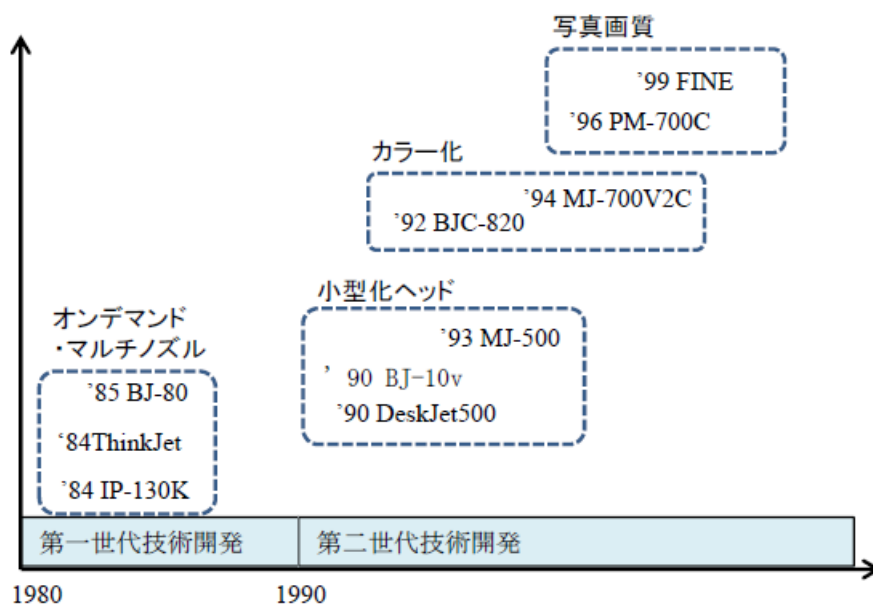 写真画質
’99 FINE
’96 PM-700C
カラー化
’94 MJ-700V2C
’92 BJC-820
小型化ヘッド
’93 MJ-500
’ 90 BJ-10v
’90 DeskJet500
オンデマンド
・マルチノズル
’85 BJ-80
‘84ThinkJet
’84 IP-130K
第一世代技術開発
第二世代技術開発
1980
1990